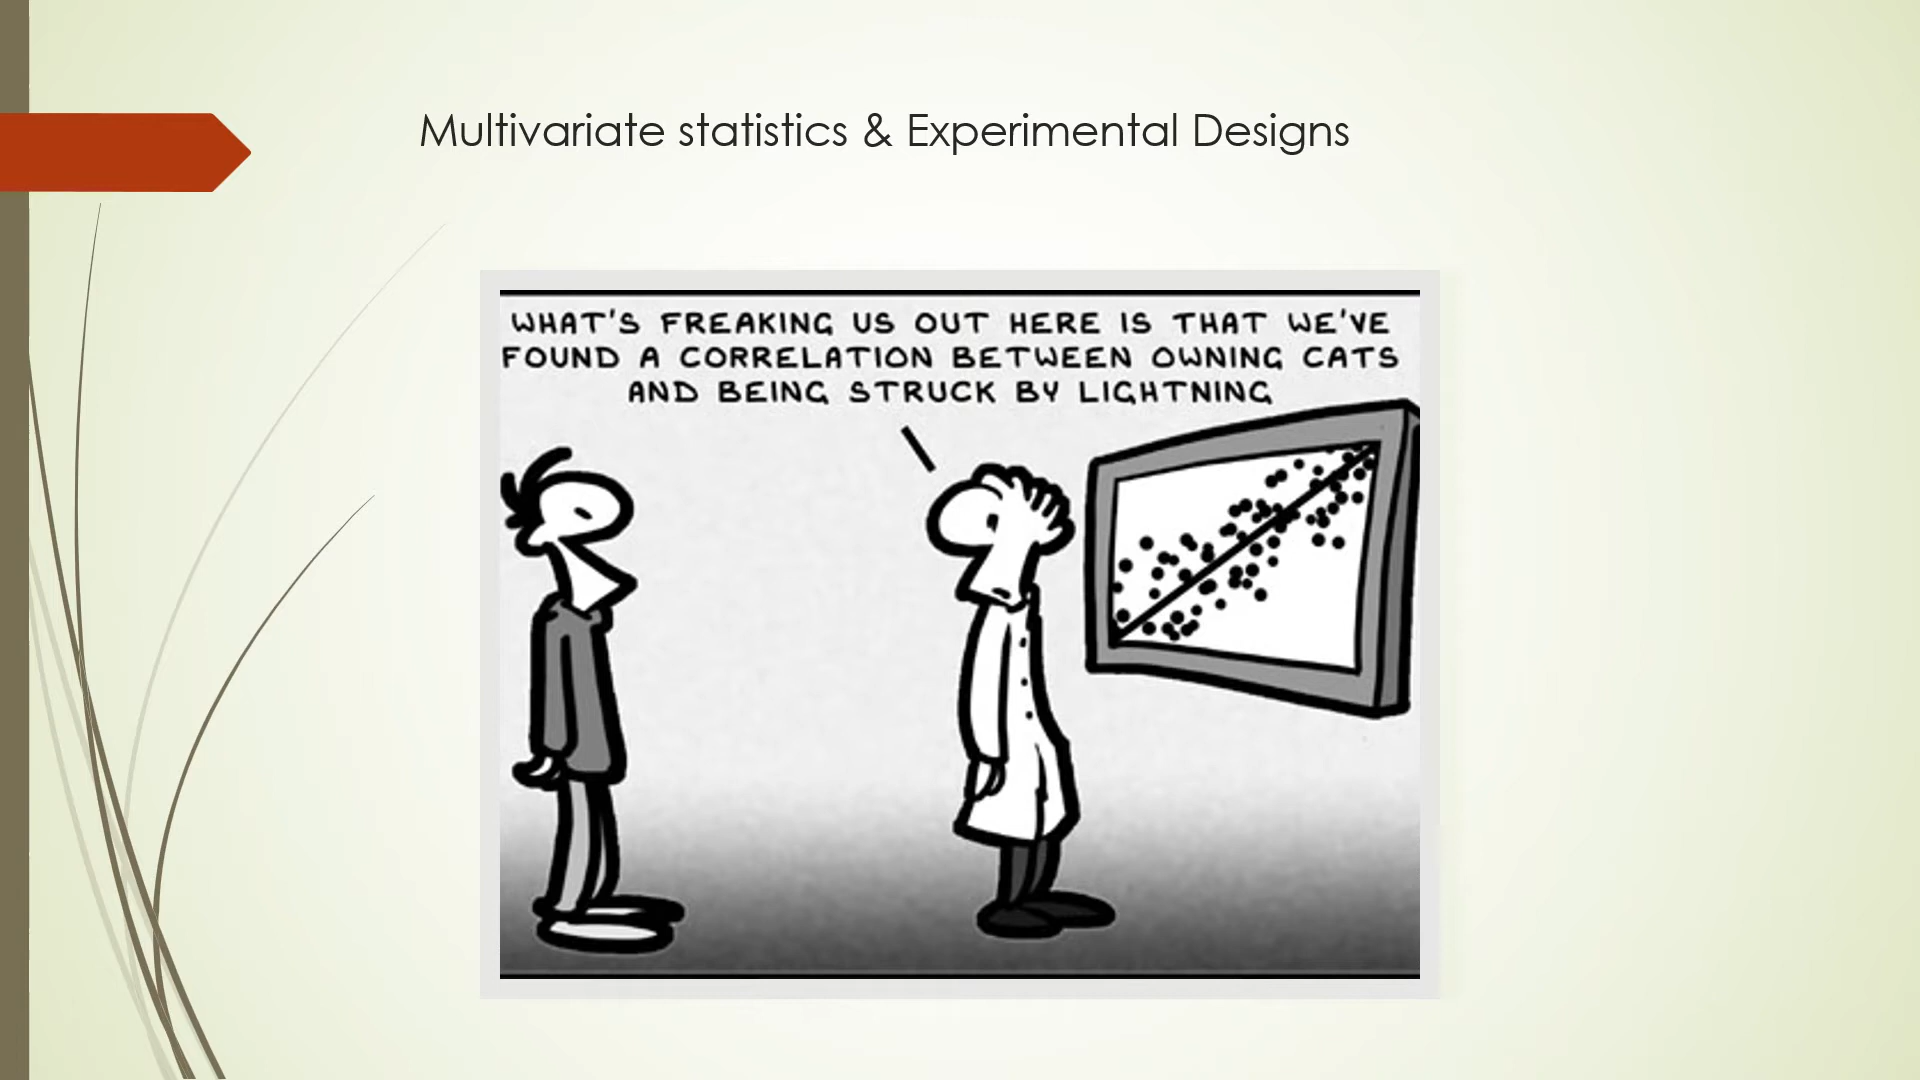 Multivariate statistics & Experimental Designs
WHAT'S FREAKING US OUT HERE IS THAT WE'VE
FOUND A CORRELATION BETWEEN OWNING CATS
AND BEING STRUCK BY LIGHTNING